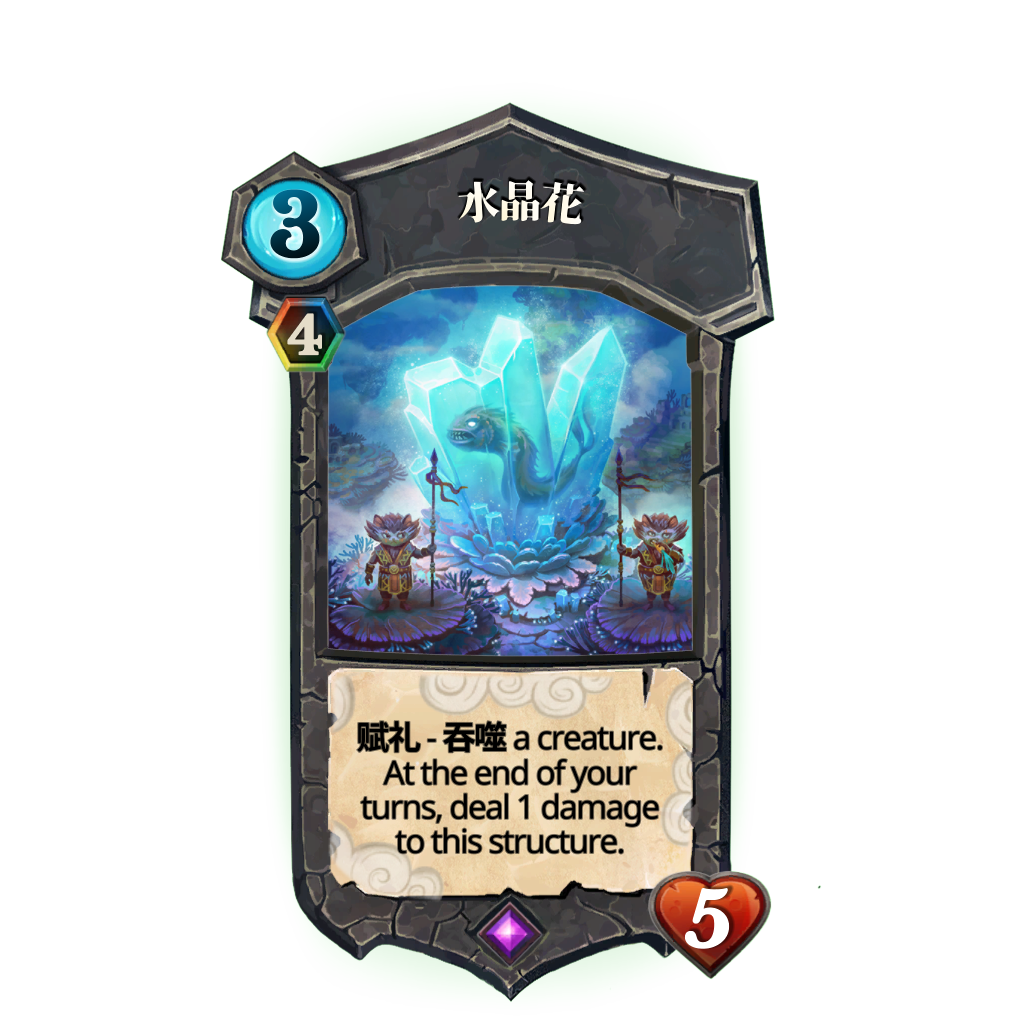 3
水晶花
4
赋礼 - 吞噬 a creature.
At the end of your
turns, deal 1 damage
to this structure.
5